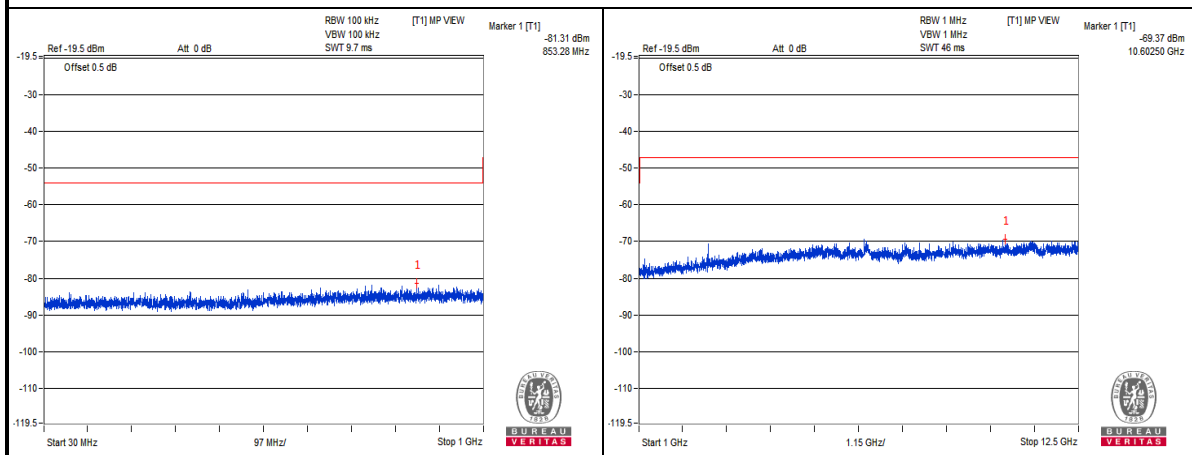 RBW 100 kHz [T1] MP VIEW
VBW 100 kHz
Ref -19.5 dBm Att 0 dB SWT 9.7 ms
Marker 1 [T1]
-81.31 dBm
853.28 MHz
-19.5
Offset 0.5 dB
-30
-40
-50
-60
-70
1
-80
-90
-100
-110
-119.5
Start 30 MHz 97 MHz/ Stop 1 GHz
BUREAU VERITAS
1828
BUREAU
VERITAS
RBW 1 MHz [T1] MP VIEW
VBW 1 MHz
Ref -19.5 dBm Att 0 dB SWT 46 ms
Marker 1 [T1]
-69.37 dBm
10.60250 GHz
-19.5
Offset 0.5 dB
-30
-40
-50
-60
1
-70
-80
-90
-100
-110
-119.5
Start 1 GHz 1.15 GHz/ Stop 12.5 GHz
BUREAU VERITAS
1828
BUREAU
VERITAS